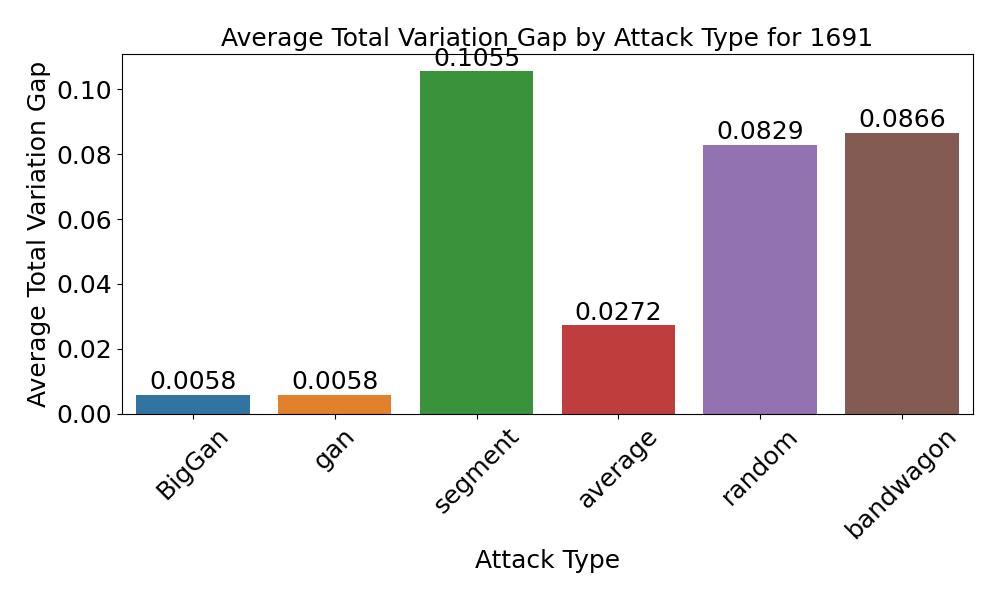 Average Total Variation Gap by Attack Type for 1691
Average Total Variation Gap
0.10
0.08
0.06
0.04
0.02
0.00
0.0058
0.0058
0.1055
0.0272
0.0829
0.0866
BigGan
gan
segment
average
random
bandwagon
Attack Type